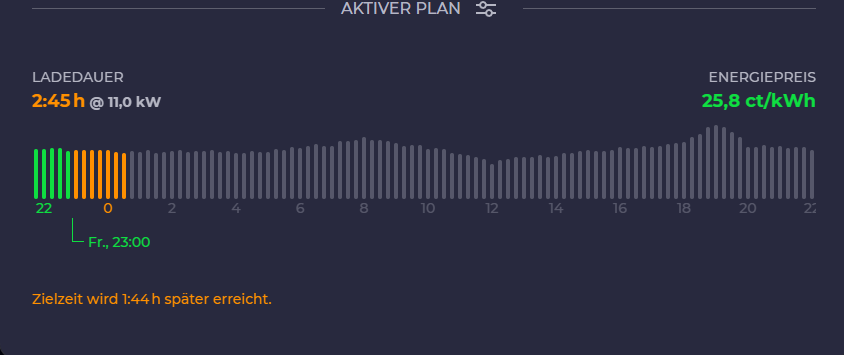 AKTIVER PLAN
LADEDAUER
ENERGIEPREIS
2:45 h @ 11,0 kW
25,8 ct/kWh
22 0 2 4 6 8 10 12 14 16 18 20 22
Fr., 23:00
Zielzeit wird 1:44 h später erreicht.